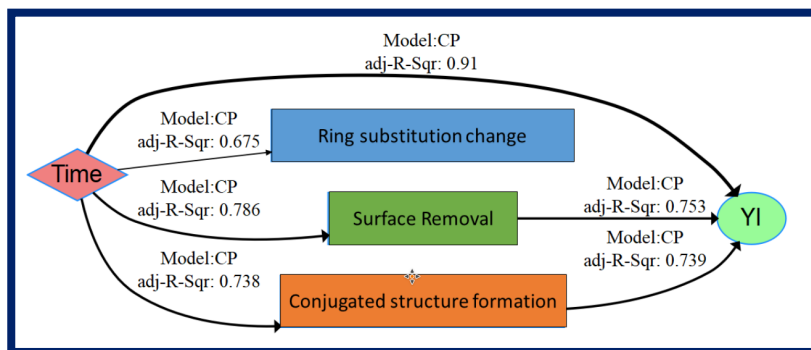 Model:CP
adj-R-Sqr: 0.91
Model:CP
adj-R-Sqr: 0.675
Ring substitution change
Time
Model:CP
adj-R-Sqr: 0.786
Surface Removal
Model:CP
adj-R-Sqr: 0.753
YI
Model:CP
adj-R-Sqr: 0.738
Conjugated structure formation
Model:CP
adj-R-Sqr: 0.739